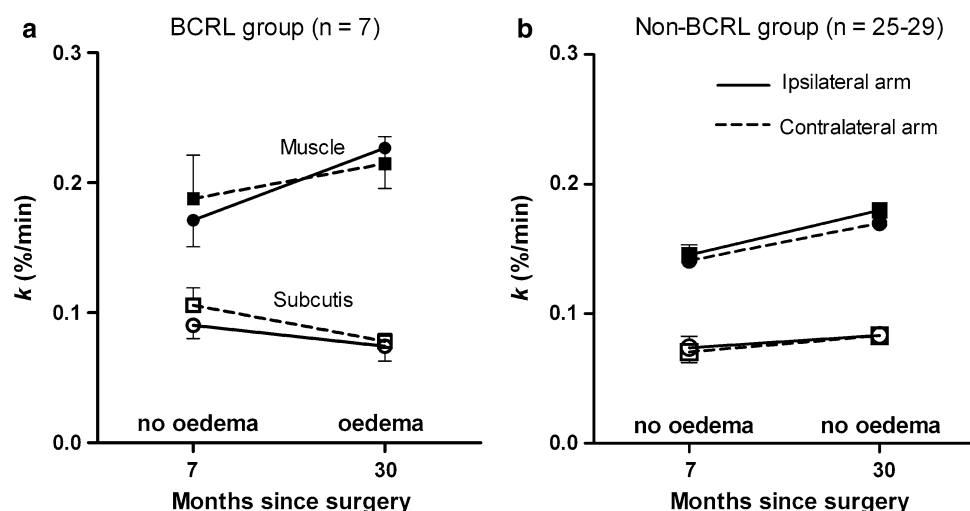 a BCRL group (n = 7)
0.3
0.2
0.1
0.0
k (%/min)
Muscle
Subcutis
no oedema oedema
7 30
Months since surgery
b Non-BCRL group (n = 25-29)
0.3
0.2
0.1
0.0
k (%/min)
Ipsilateral arm
Contralateral arm
no oedema no oedema
7 30
Months since surgery